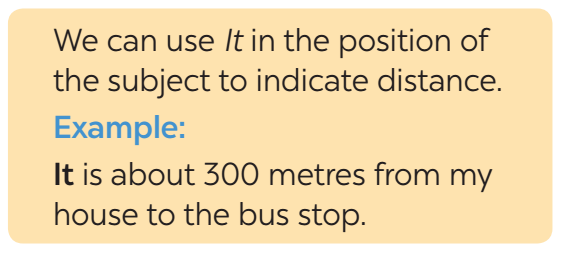 We can use It in the position of
the subject to indicate distance.
Example:
It is about 300 metres from my
house to the bus stop.